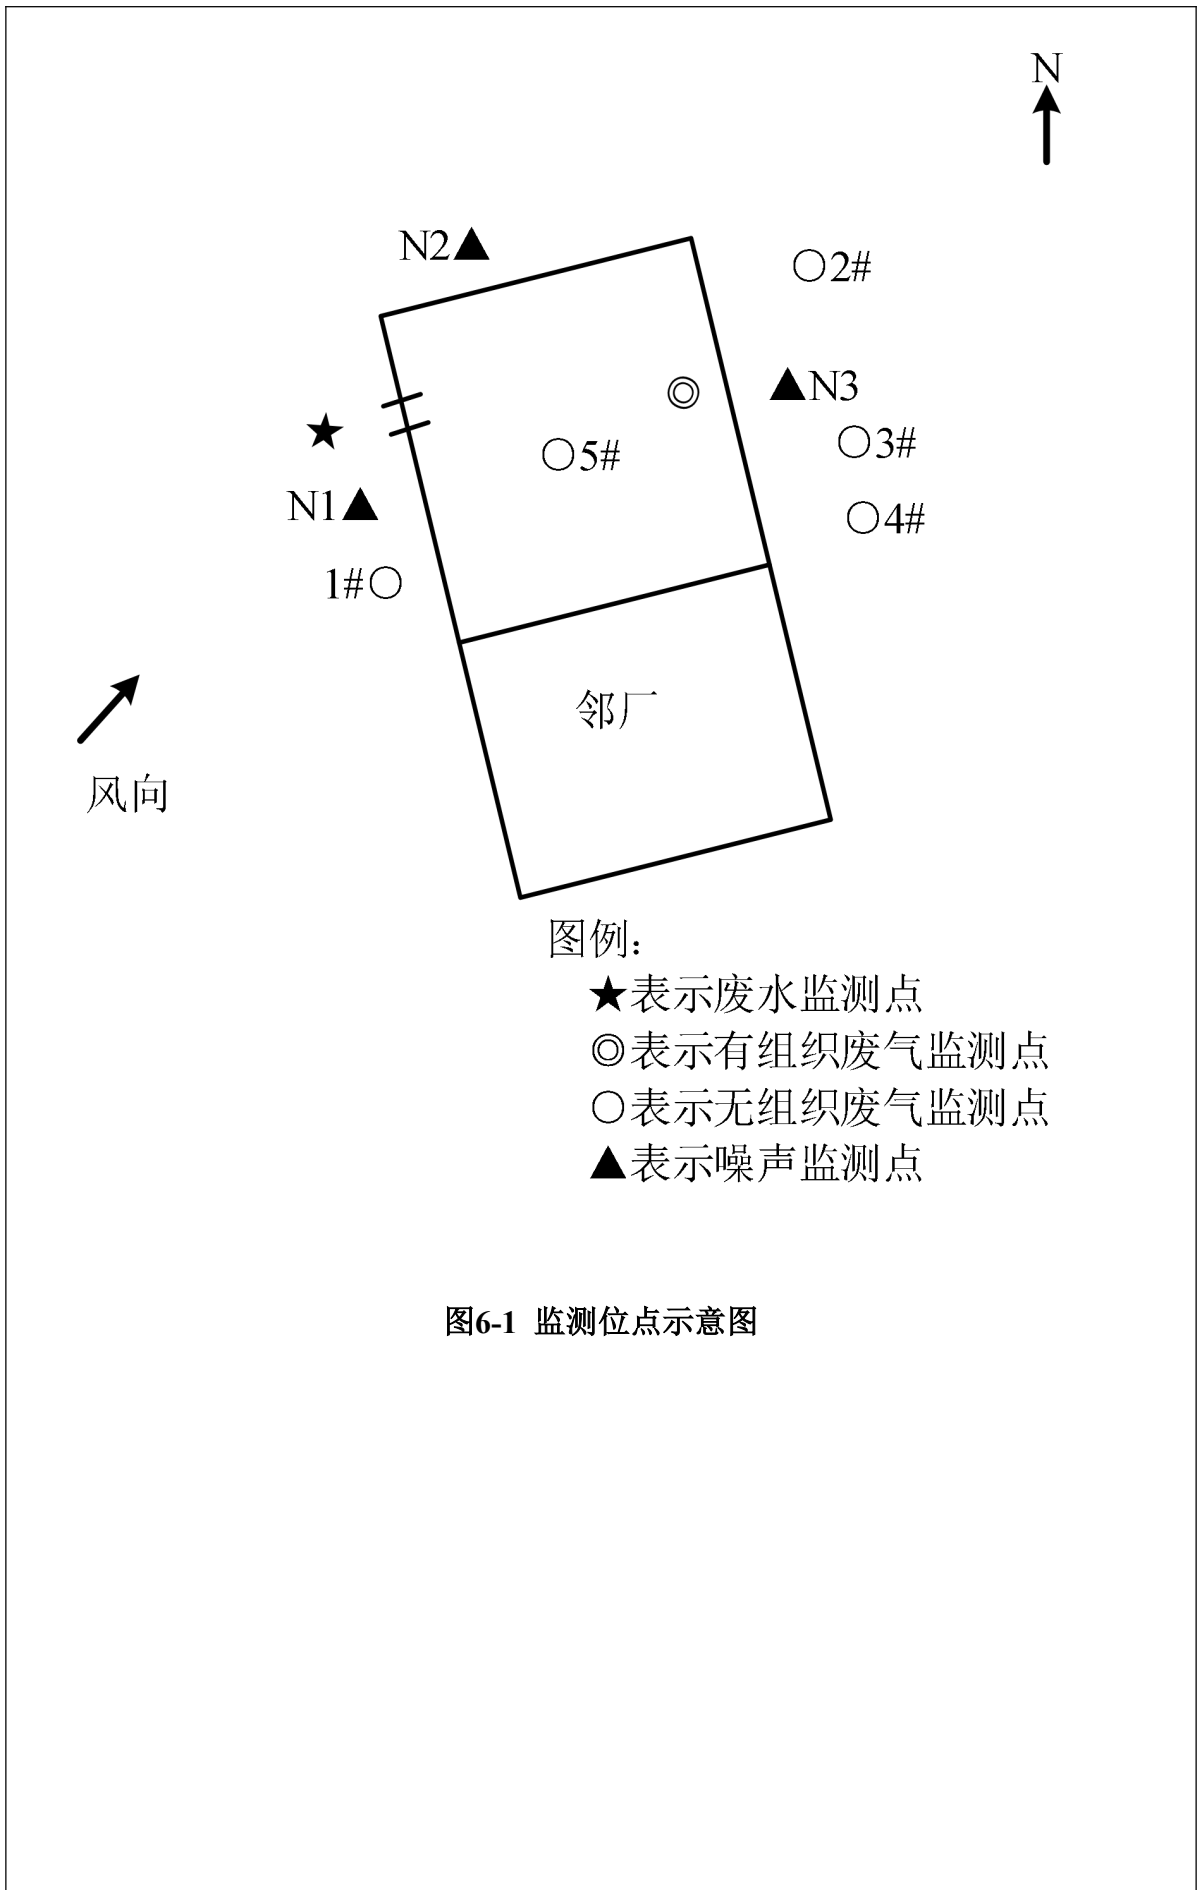 N
N2▲
○2#
▲N3
○3#
★
○5#
N1▲
○4#
1#○
邻厂
风向
图例：
★表示废水监测点
◎表示有组织废气监测点
○表示无组织废气监测点
▲表示噪声监测点
图6-1 监测位点示意图